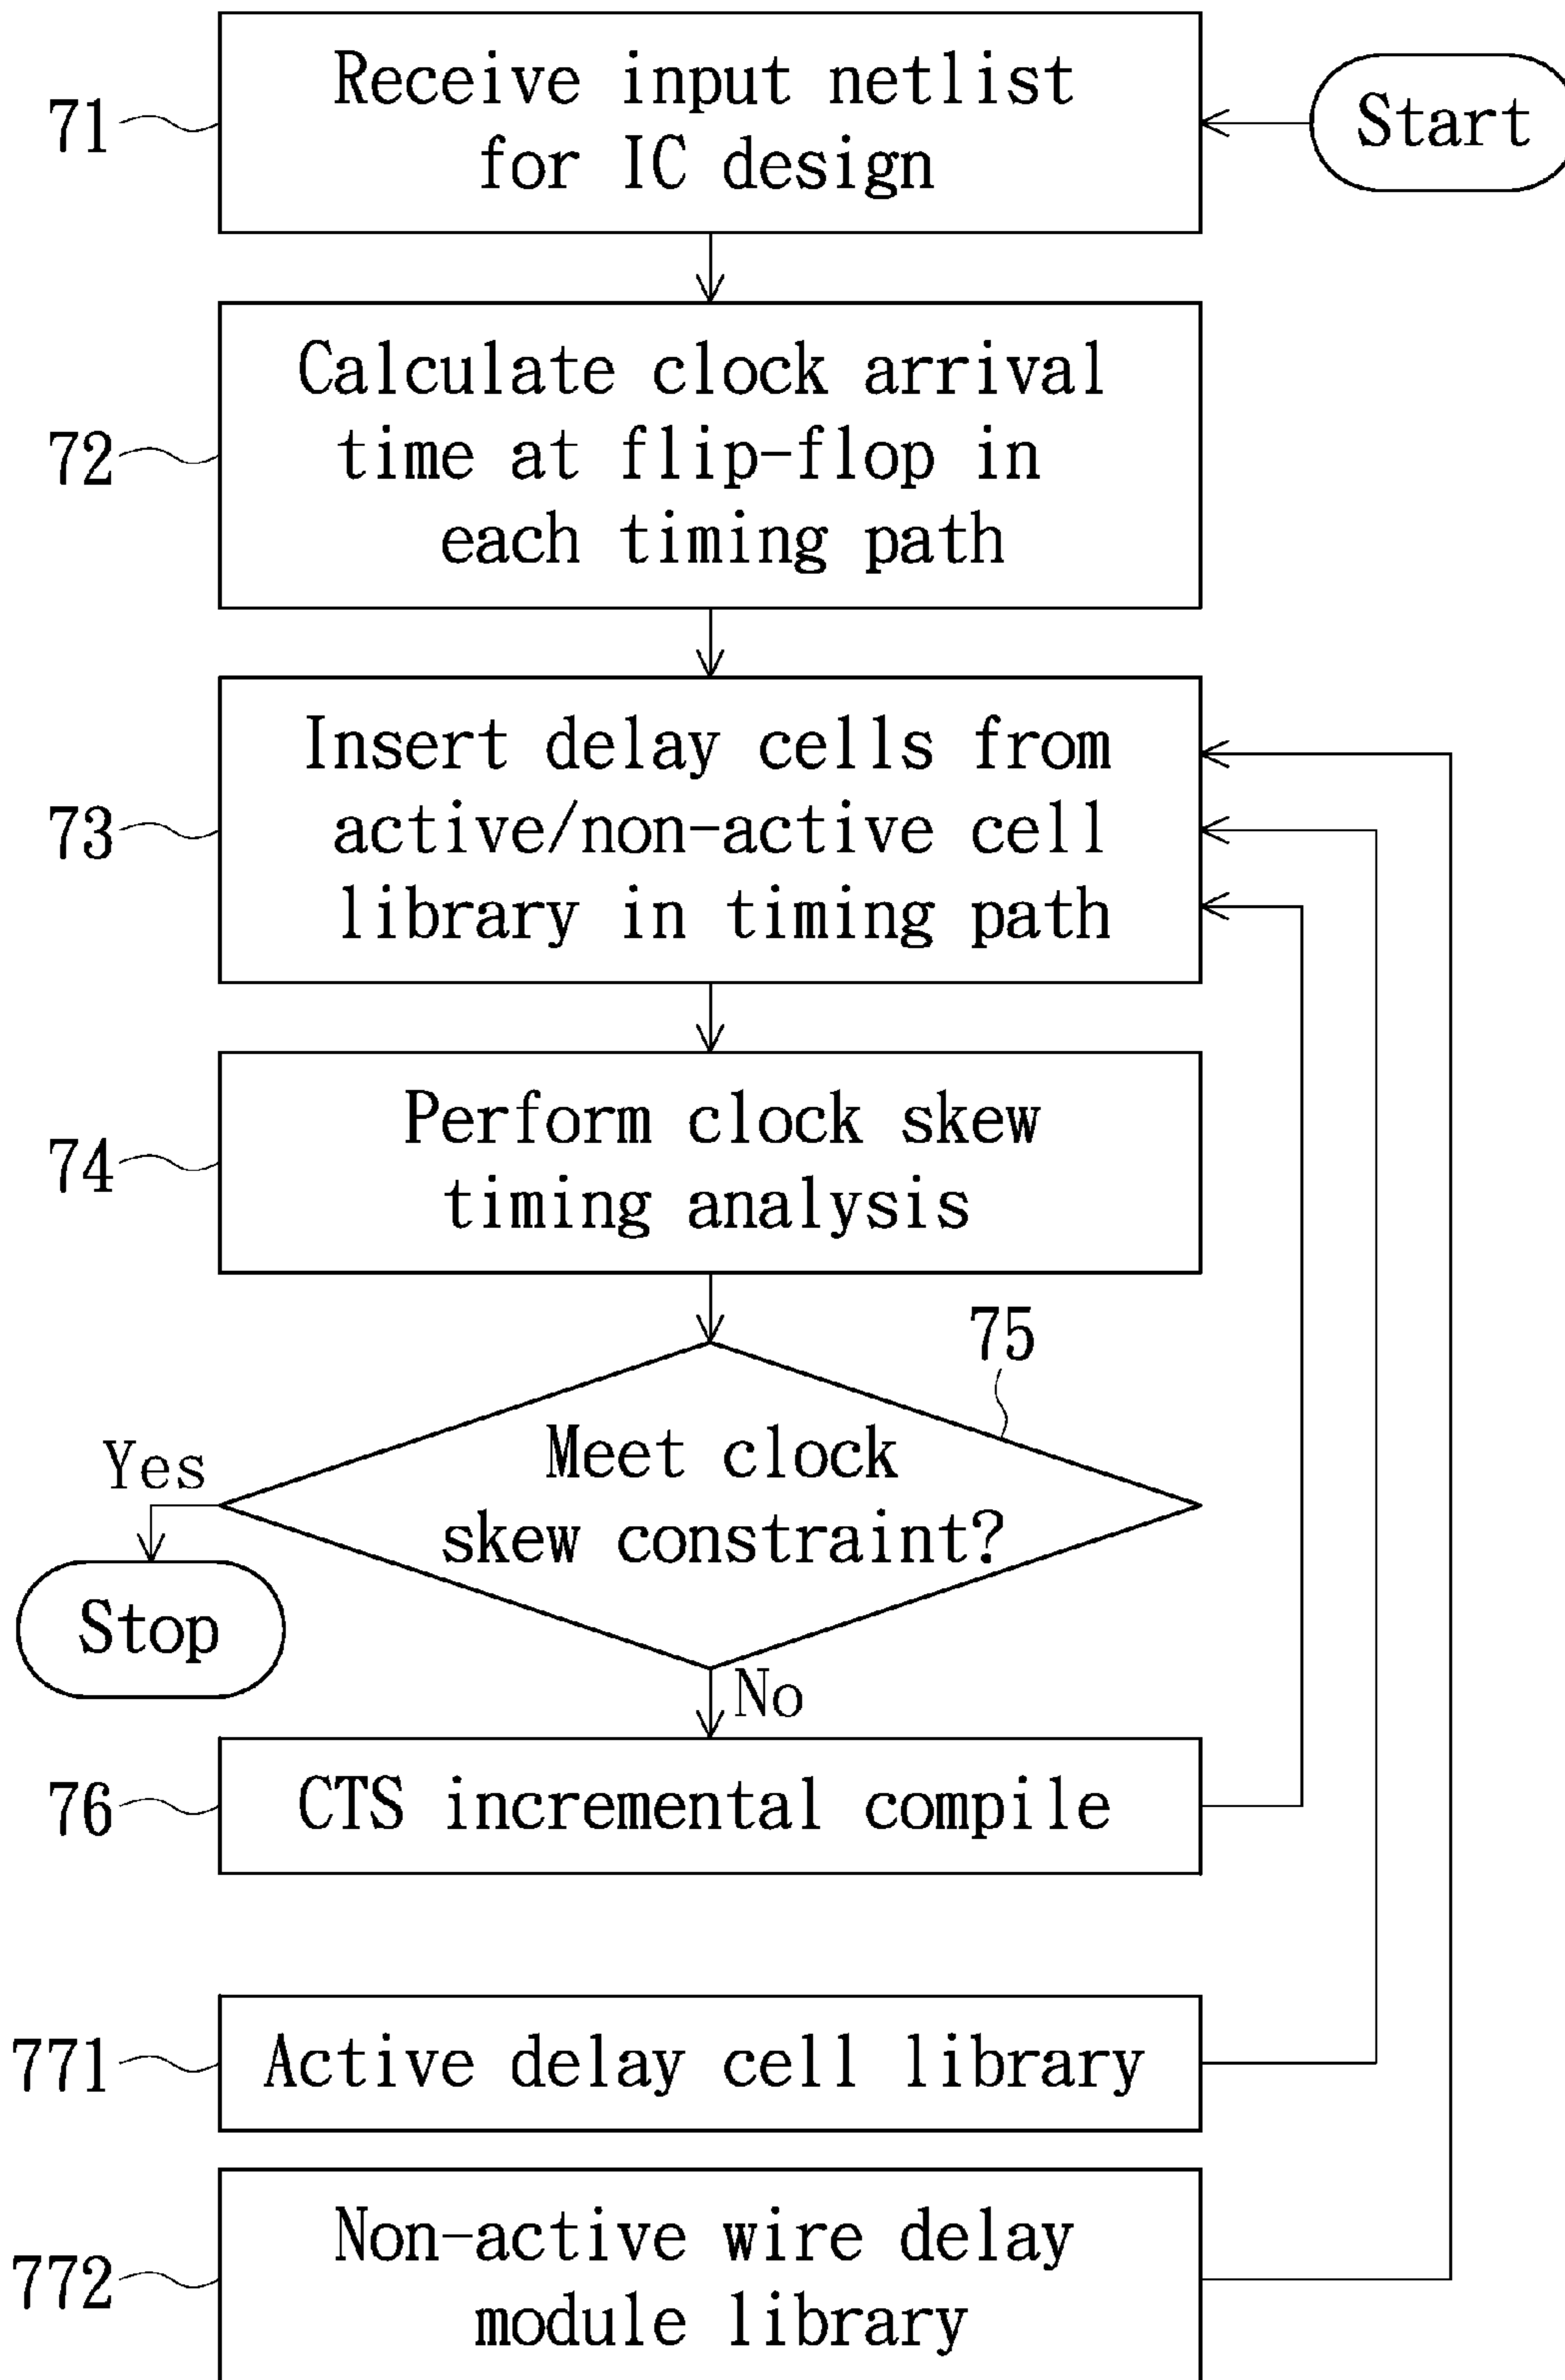 Receive input netlist
for IC design
71
Start
Calculate clock arrival
time at flip-flop in
each timing path
72
Insert delay cells from
active/non-active cell
library in timing path
73
Perform clock skew
timing analysis
74
75
Meet clock
skew constraint?
Yes
Stop
No
CTS incremental compile
76
Active delay cell library
771
Non-active wire delay
module library
772